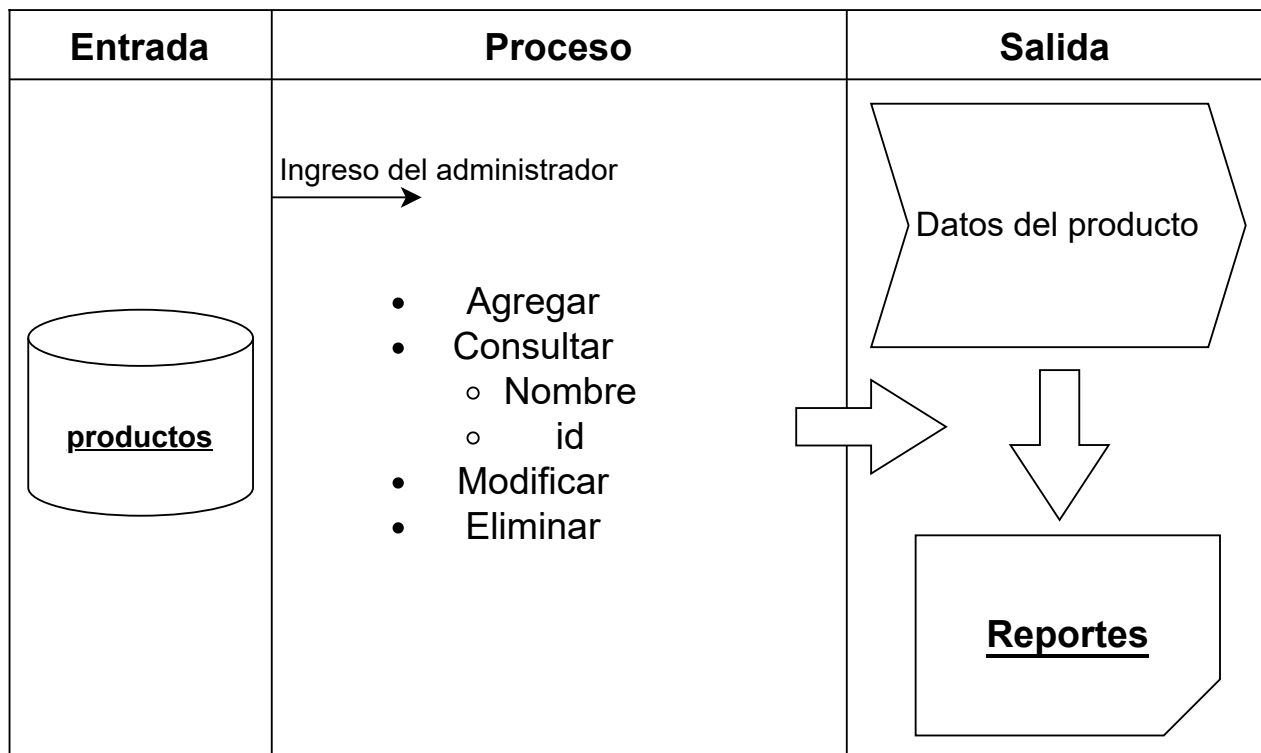 Entrada
Proceso
Salida
Ingreso del administrador
productos
Agregar
Consultar
Nombre
id
Modificar
Eliminar
Datos del producto
Reportes